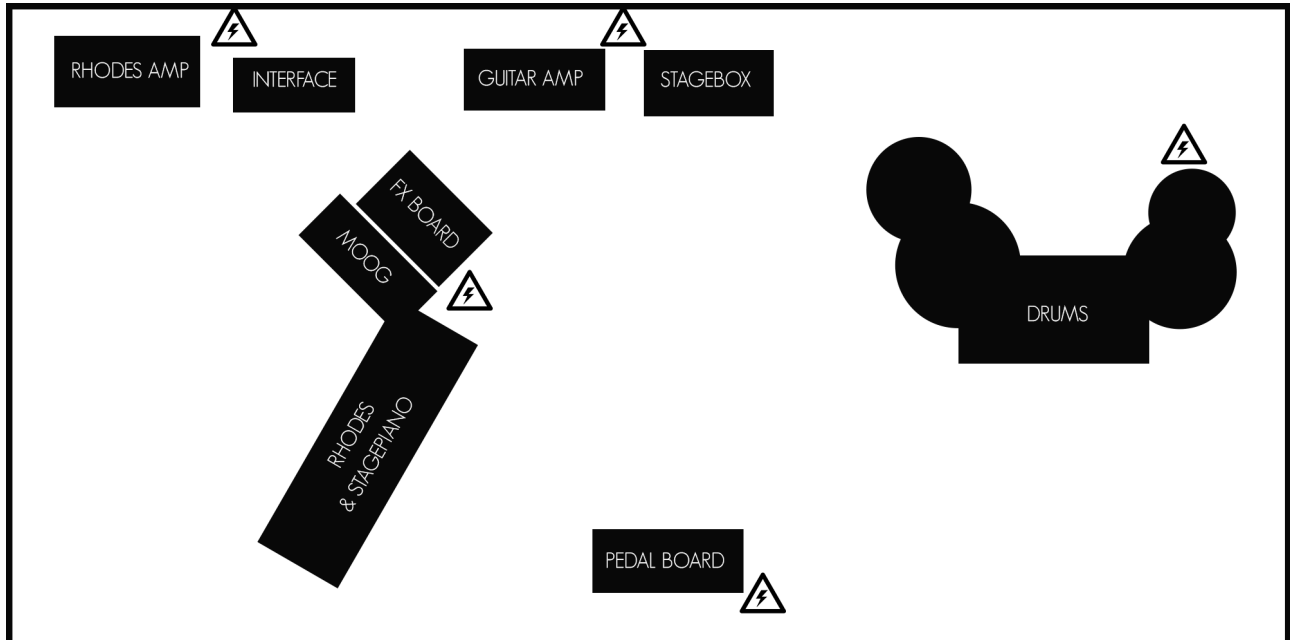 RHODES AMP
INTERFACE
GUITAR AMP
STAGEBOX
FX BOARD
MOOG
DRUMS
RHODES
& STAGEPIANO
PEDAL BOARD